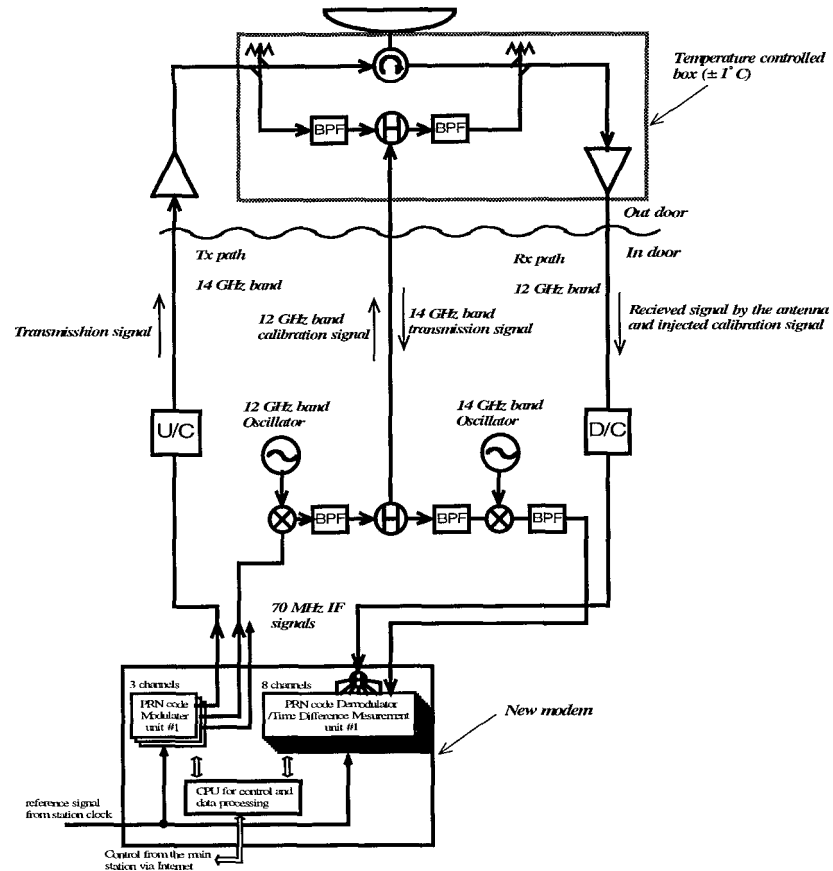 Temperature controlled
box (± 1°C)
BPF
H
BPF
Out door
In door
Tx path
14 GHz band
Rx path
12 GHz band
Transmisshion signal
12 GHz band
calibration signal
14 GHz band
transmission signal
Recieved signal by the antenna
and injected calibration signal
U/C
12 GHz band
Oscillator
14 GHz band
Oscillator
D/C
BPF
H
BPF
BPF
70 MHz IF
signals
3 channels
PRN code
Modulater
unit #1
8 channels
PRN code Demodulator
/Time Difference Mesurement
unit #1
New modem
CPU for control and
data processing
reference signal
from station clock
Control from the main
station via Internet